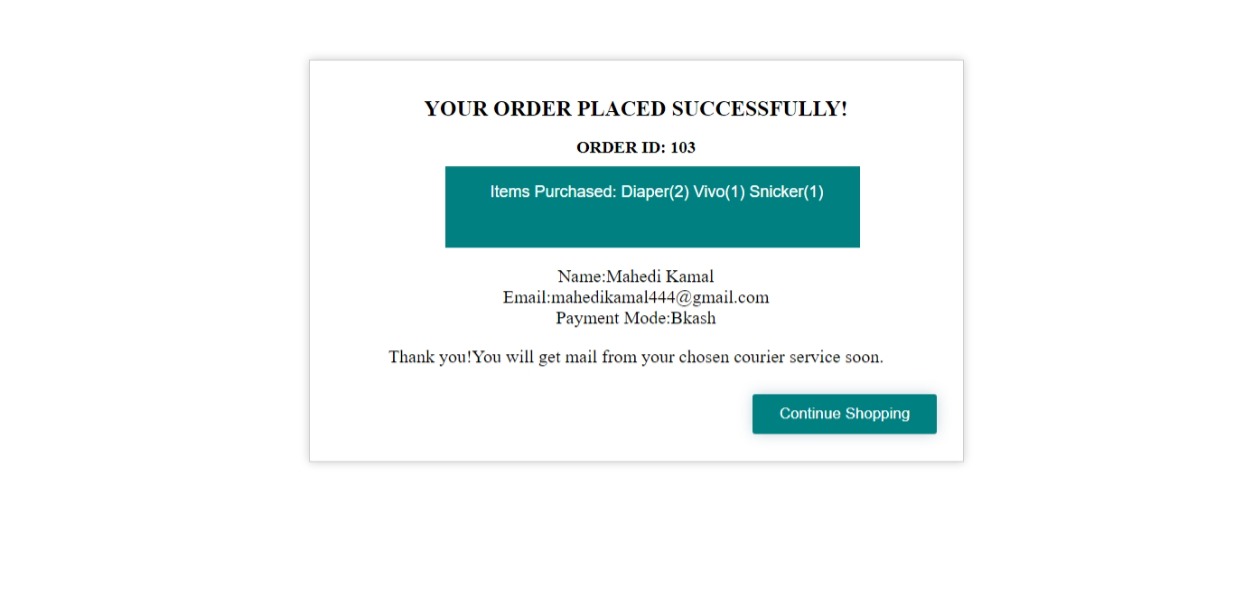 YOUR ORDER PLACED SUCCESSFULLY!
ORDER ID: 103
Items Purchased: Diaper(2) Vivo(1) Snicker(1)
Name:Mahedi Kamal
Email:mahedikamal444@gmail.com
Payment Mode:Bkash
Thank you!You will get mail from your chosen courier service soon.
Continue Shopping